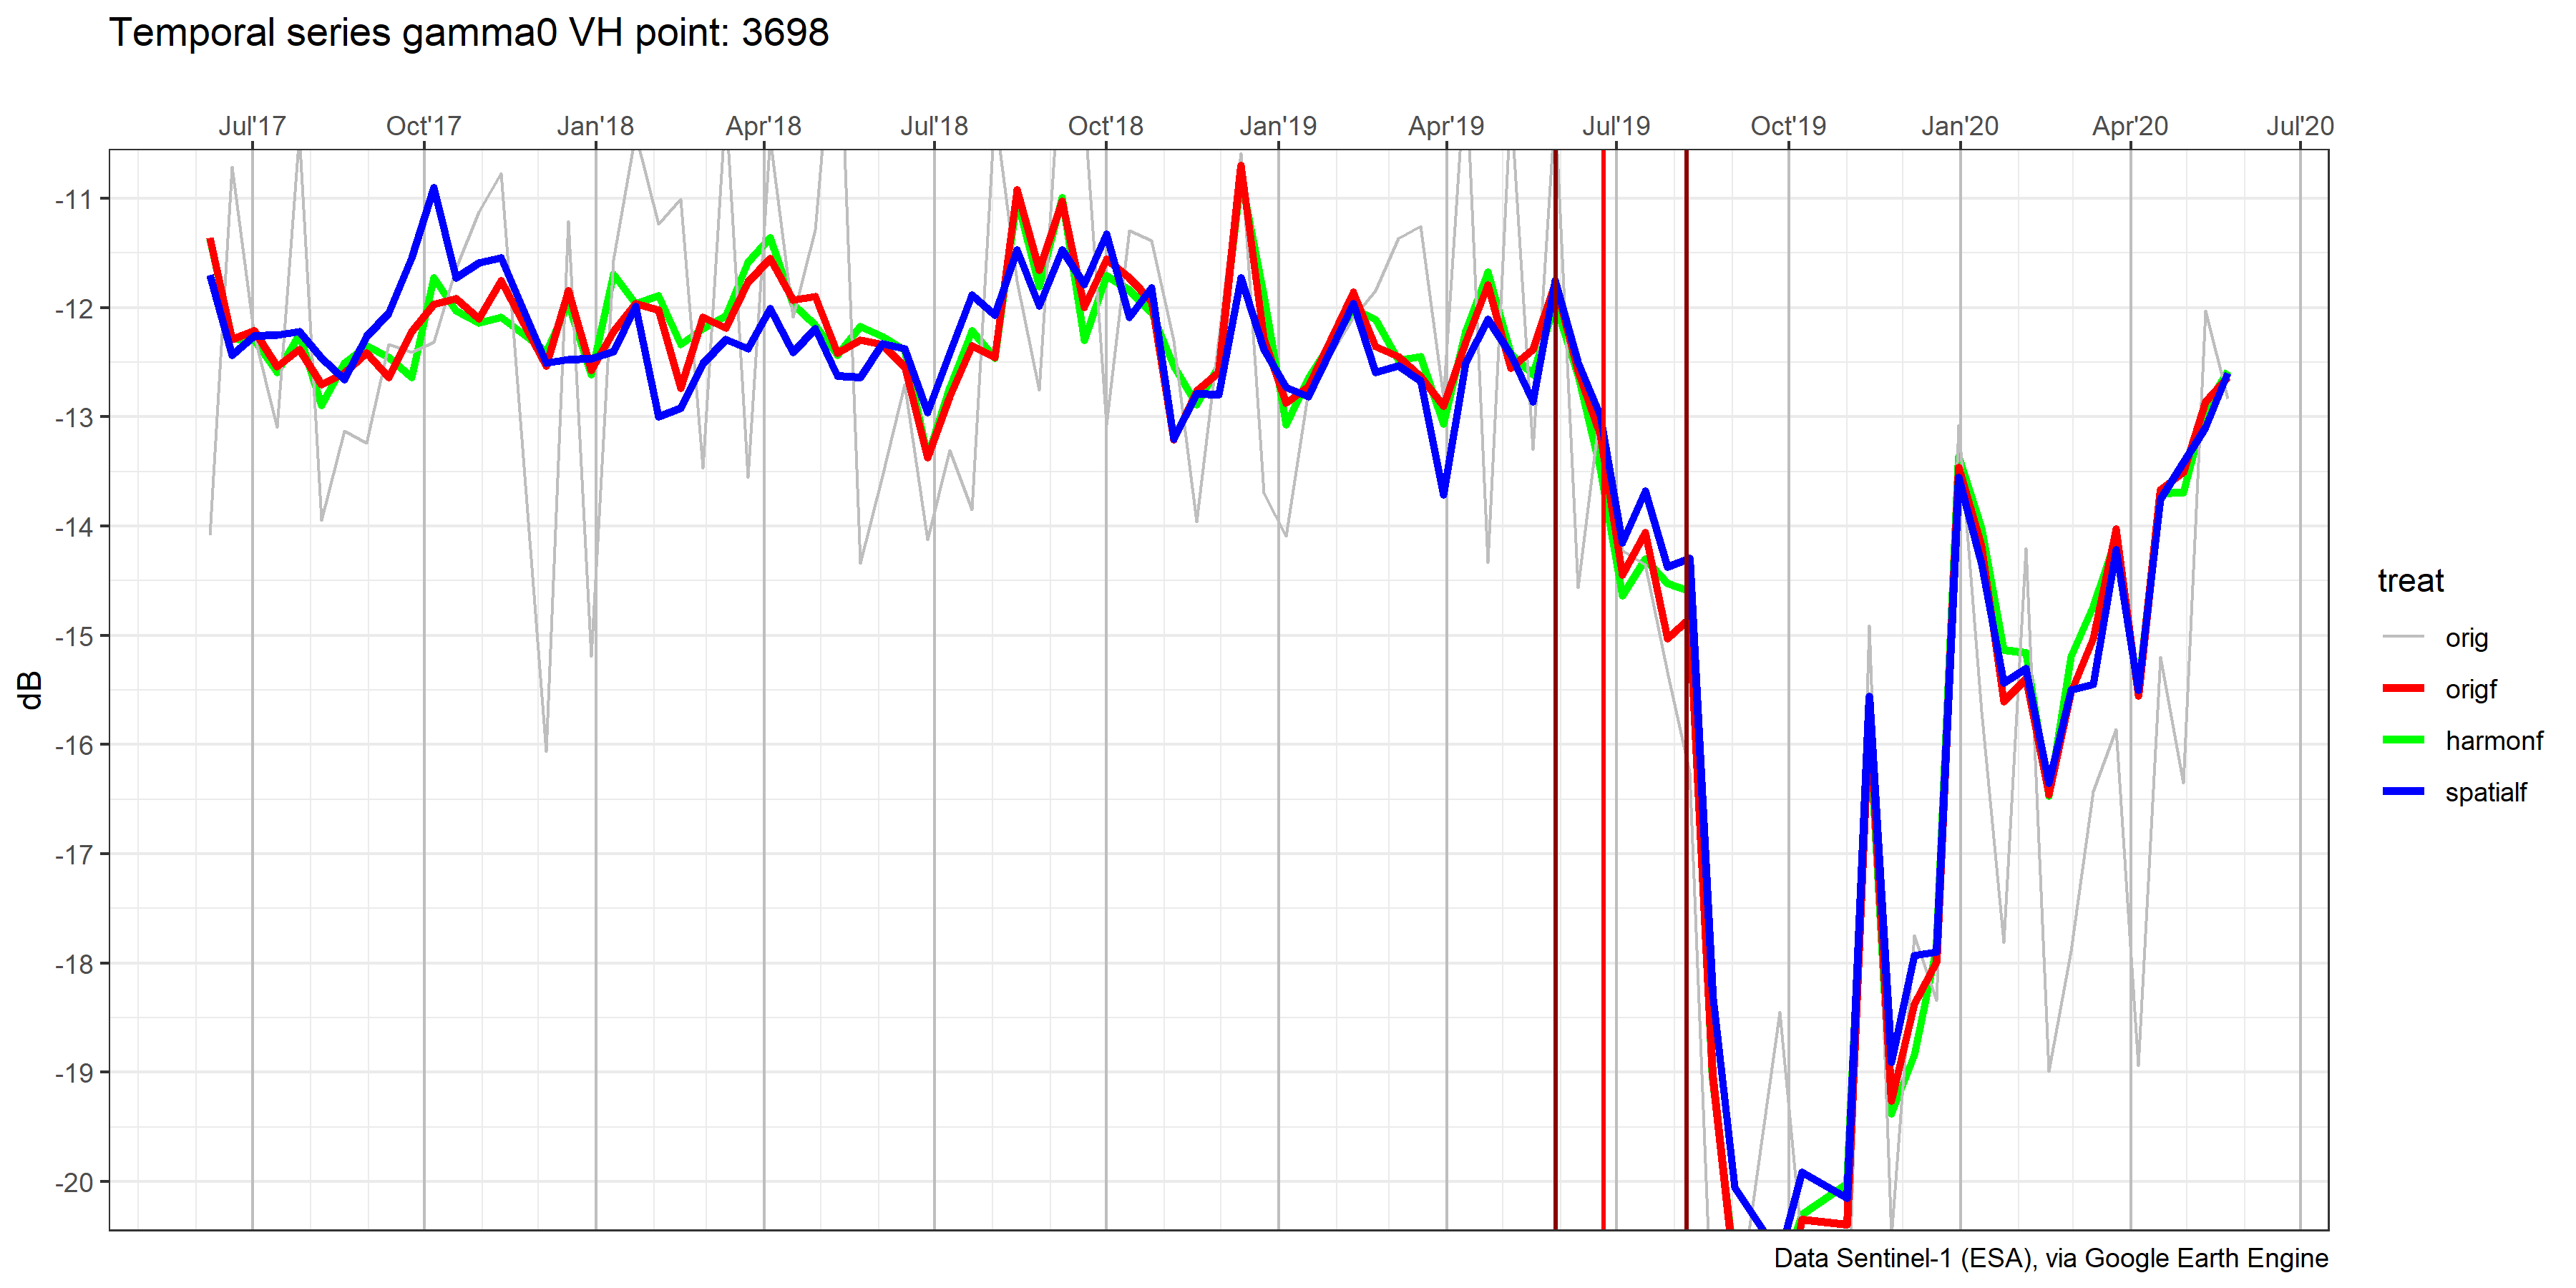 Temporal series gamma0 VH point: 3698
Jul'17 Oct'17 Jan'18 Apr'18 Jul'18 Oct'18 Jan'19 Apr'19 Jul'19 Oct'19 Jan'20 Apr'20 Jul'20
-11
-12
-13
-14
-15
-16
-17
-18
-19
-20
dB
treat
orig
origf
harmonf
spatialf
Data Sentinel-1 (ESA), via Google Earth Engine